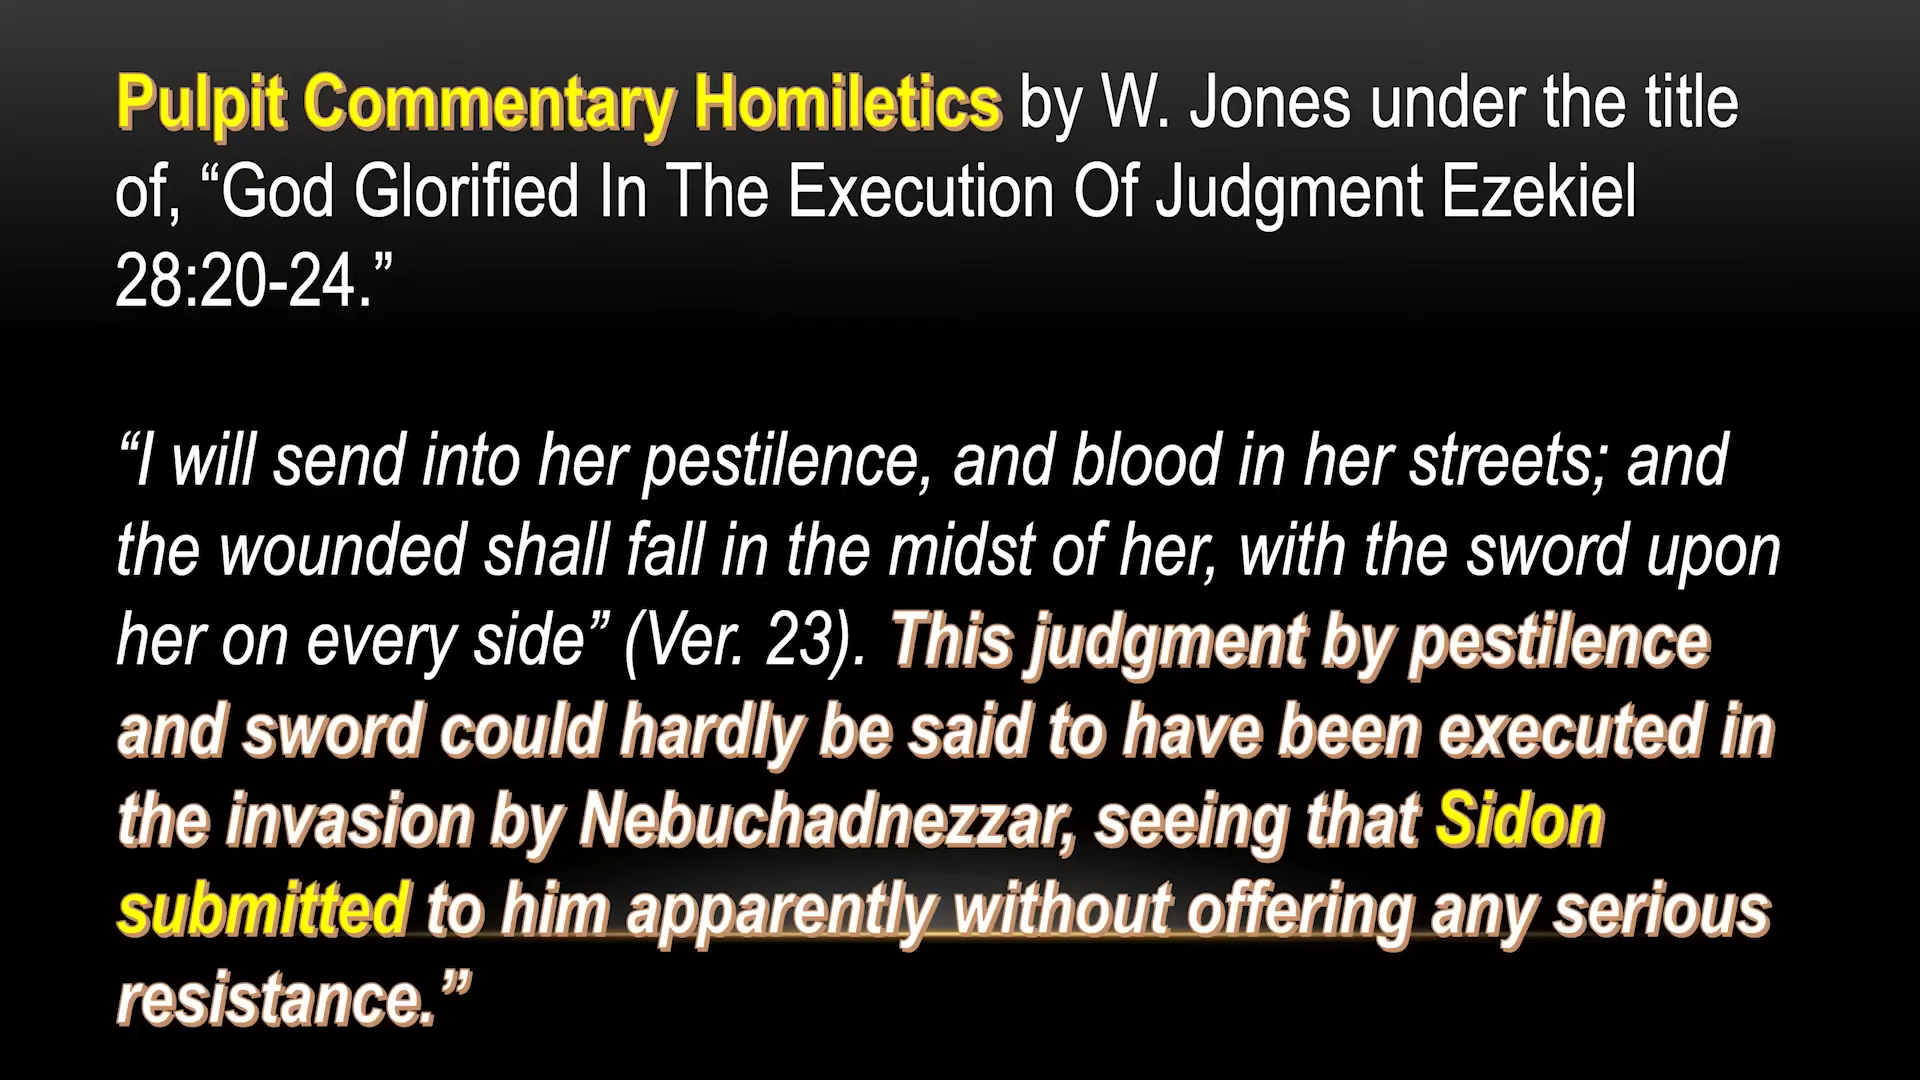 Pulpit Commentary Homiletics by W. Jones under the title
of, “God Glorified In The Execution Of Judgment Ezekiel
28:20-24.”
“I will send into her pestilence, and blood in her streets; and
the wounded shall fall in the midst of her, with the sword upon
her on every side” (Ver. 23). This judgment by pestilence
and sword could hardly be said to have been executed in
the invasion by Nebuchadnezzar, seeing that Sidon
submitted to him apparently without offering any serious
resistance.”